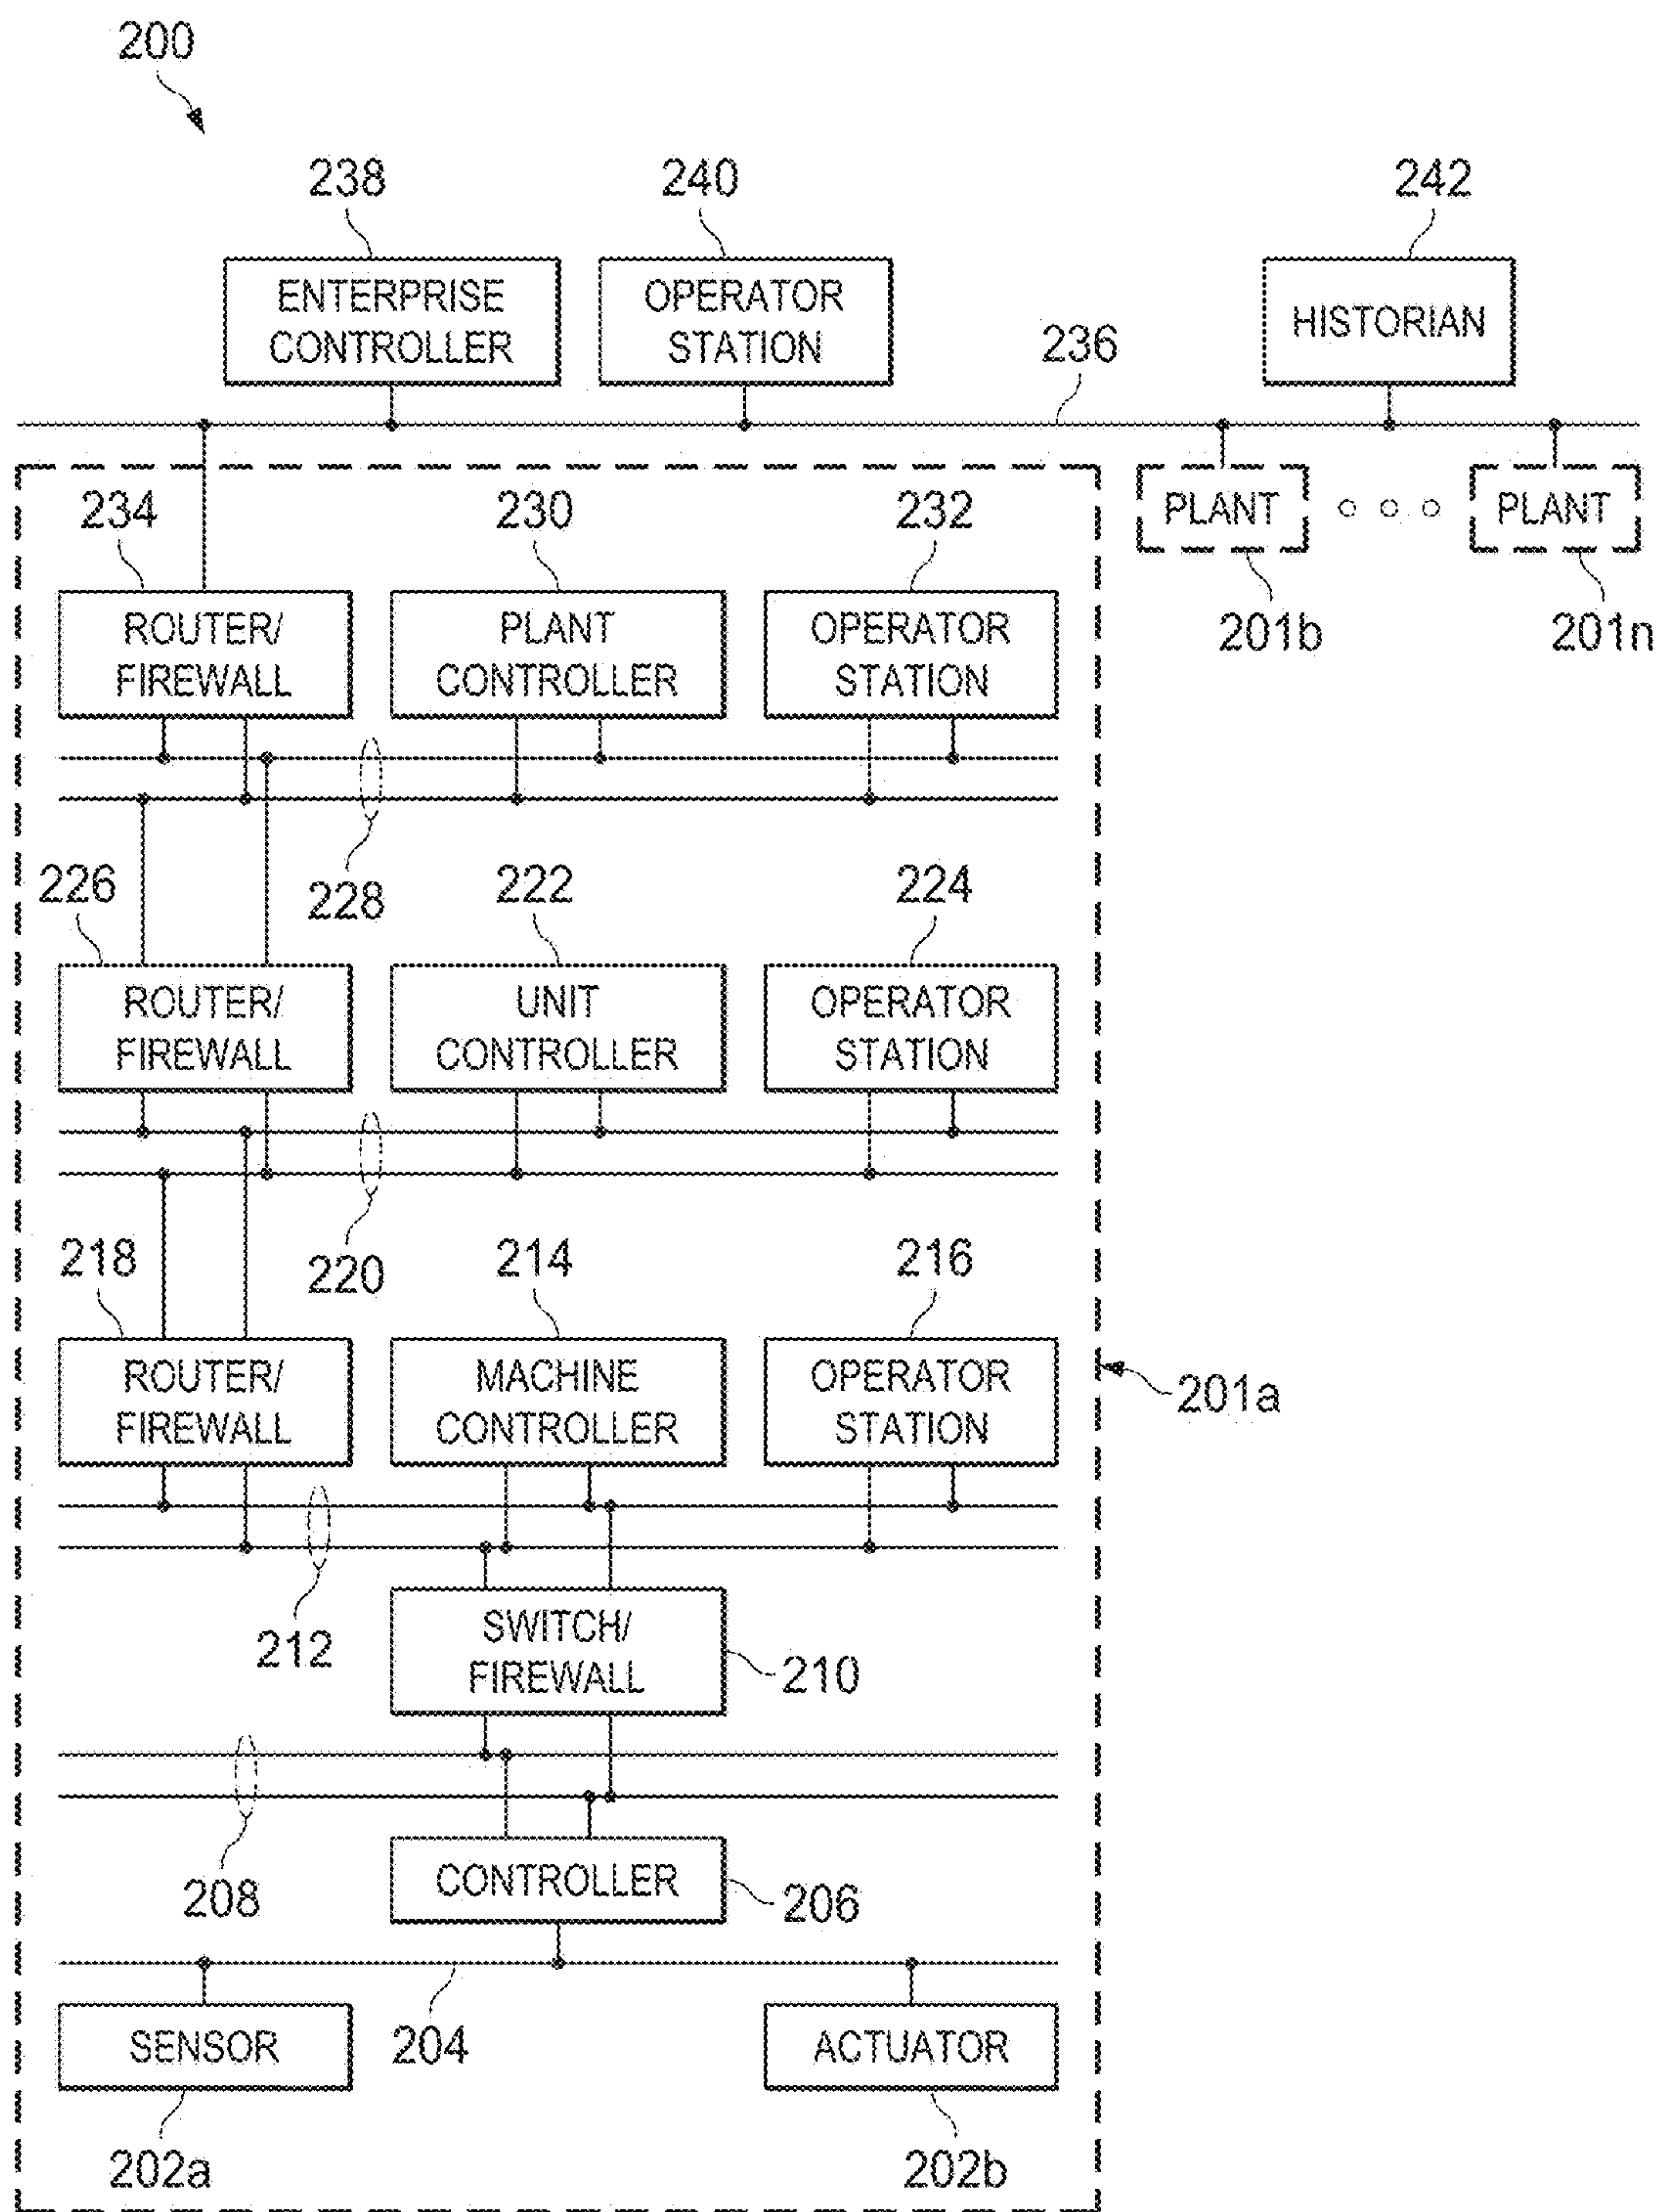 200
238
240
242
ENTERPRISE
CONTROLLER
OPERATOR
STATION
HISTORIAN
236
234
230
232
PLANT
PLANT
201b
201n
ROUTER/
FIREWALL
PLANT
CONTROLLER
OPERATOR
STATION
228
226
222
224
ROUTER/
FIREWALL
UNIT
CONTROLLER
OPERATOR
STATION
220
218
214
216
ROUTER/
FIREWALL
MACHINE
CONTROLLER
OPERATOR
STATION
201a
212
SWITCH/
FIREWALL
210
208
CONTROLLER
206
204
SENSOR
ACTUATOR
202a
202b